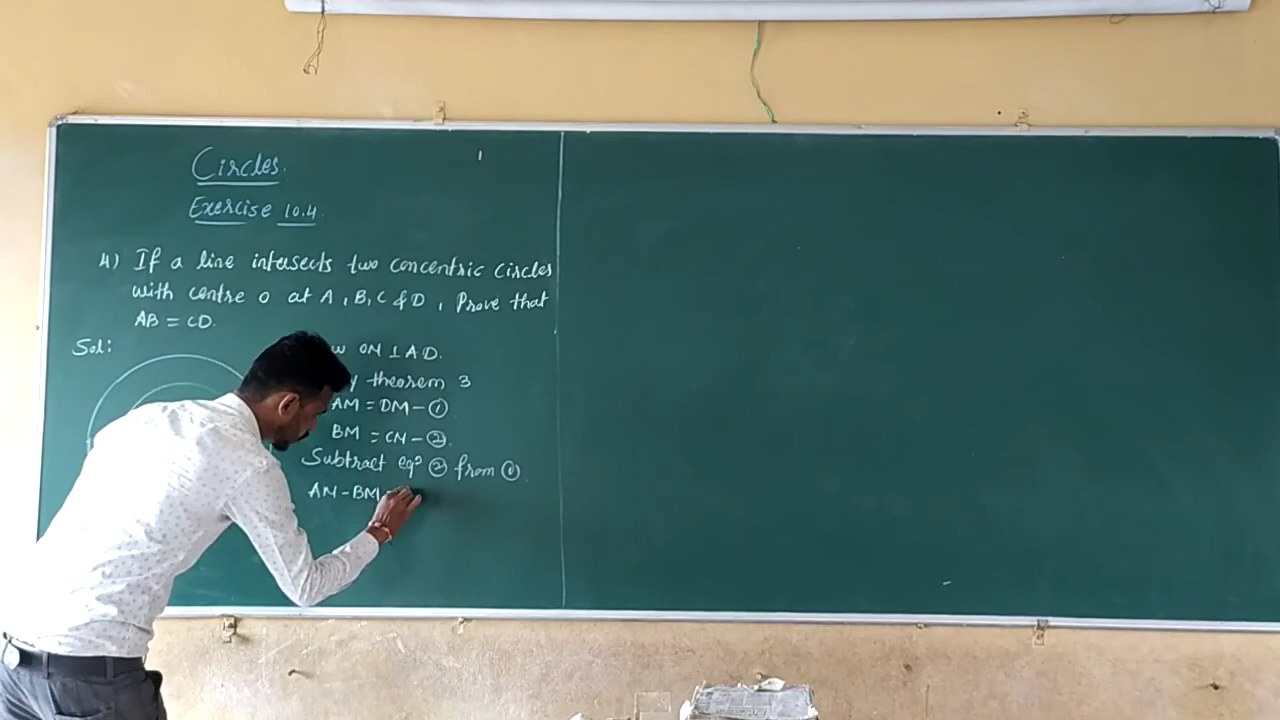 Circles.
Exercise 10.4.
4) If a line intersects two concentric circles
with centre O at A, B, C & D, Prove that
AB = CD.
Sol:
OM ⊥ AD.
theorem 3
AM = DM - ①
BM = CM - ②.
Subtract eqn ② from ①.
AM - BM =